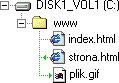 DISK1_VOL1 (C:)
www
index.html
strona.html
plik.gif